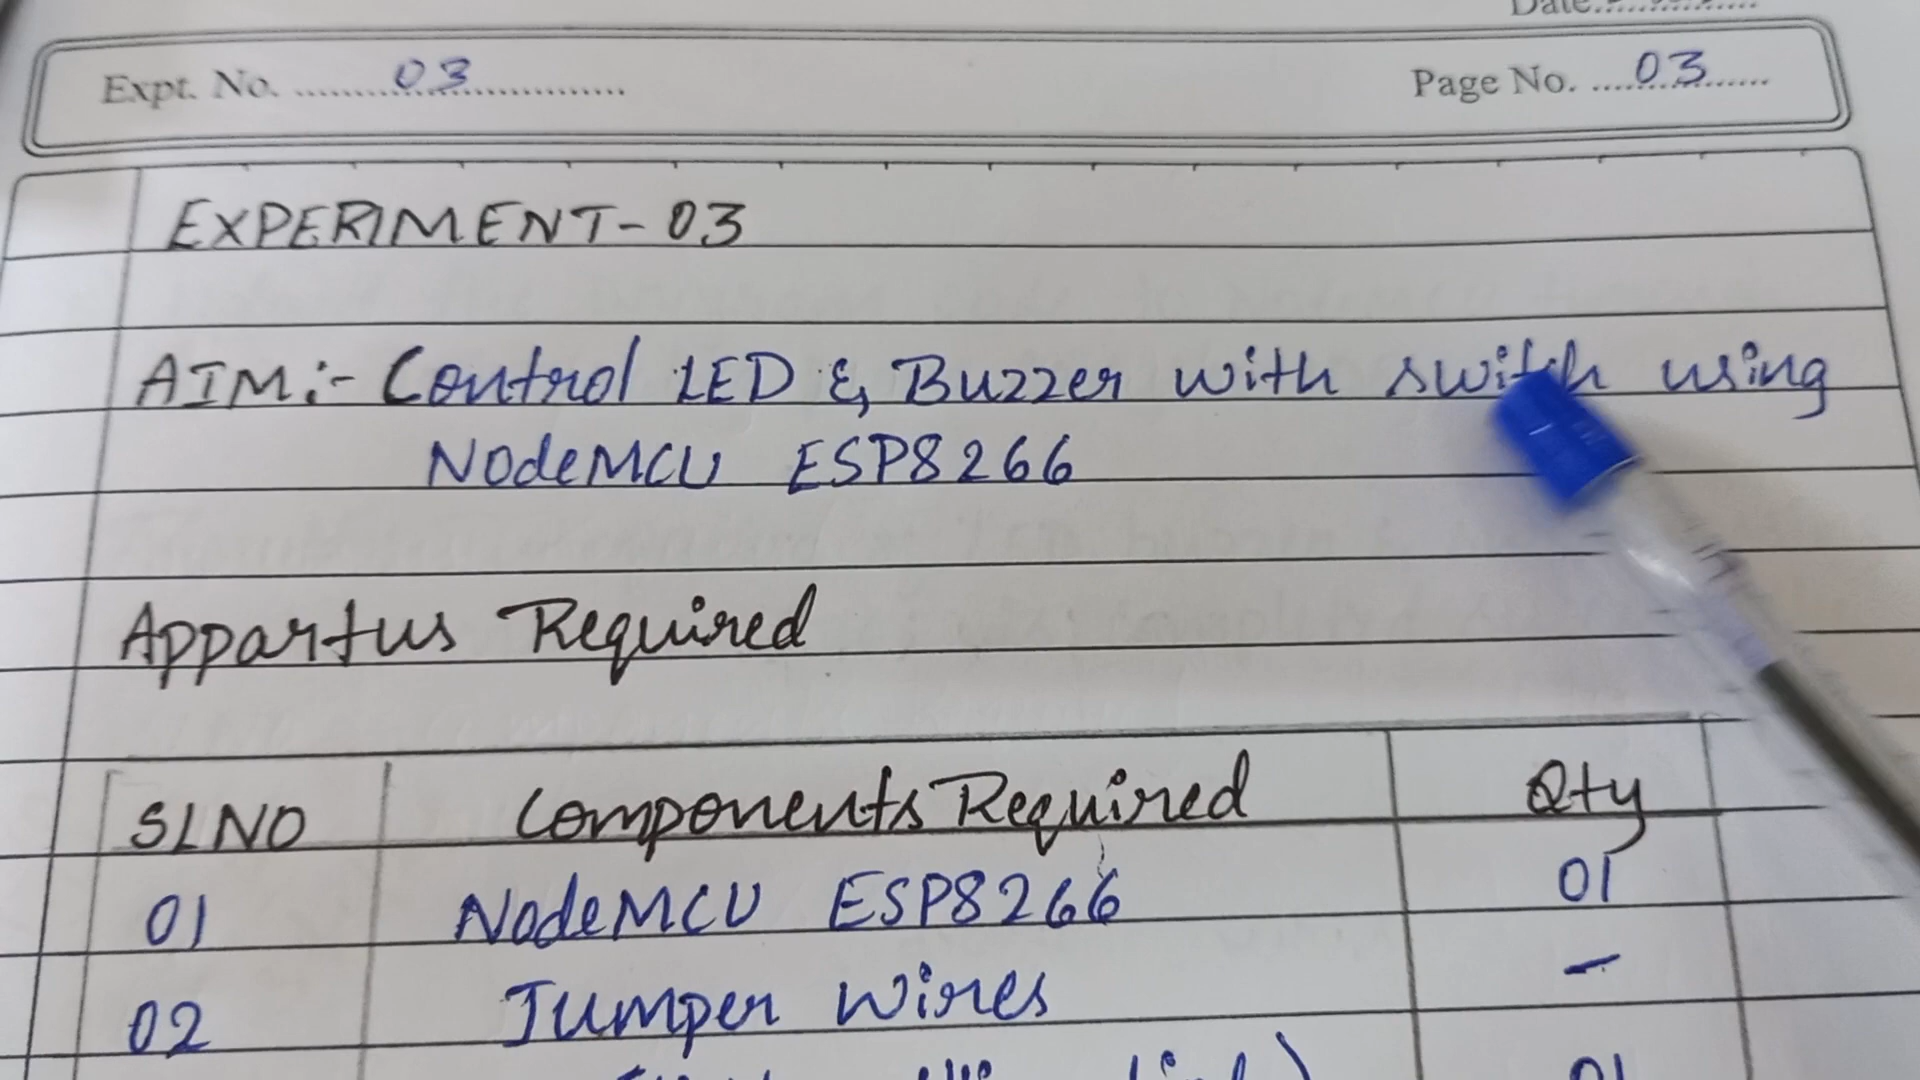 Date
Expt. No. 03
Page No. 03
EXPERIMENT-03
AIM:- Control LED & Buzzer with switch using
NodeMCU ESP8266
Appartus Required
SLNO Components Required Qty
01 NodeMCU ESP8266 01
02 Jumper wires -
01